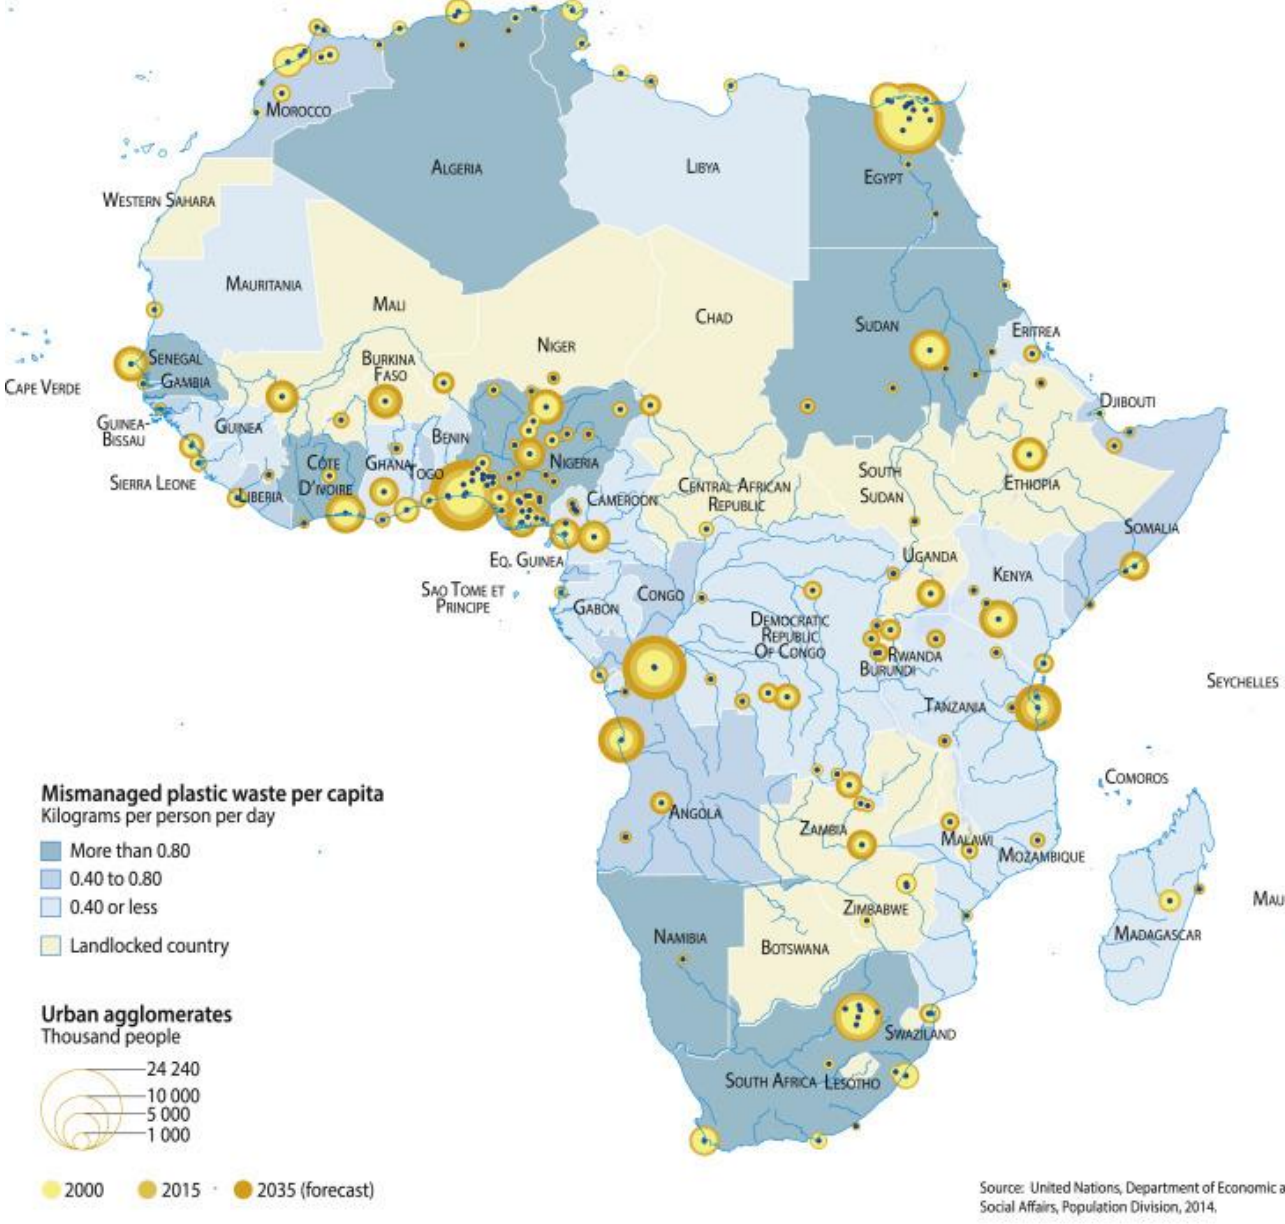 MOROCCO
ALGERIA
LIBYA
EGYPT
WESTERN SAHARA
MAURITANIA
MALI
NIGER
CHAD
SUDAN
ERITREA
CAPE VERDE
SENEGAL
GAMBIA
BURKINA
FASO
DJIBOUTI
GUINEA-
BISSAU
GUINEA
BENIN
SIERRA LEONE
LIBERIA
CÔTE
D'IVOIRE
GHANA
TOGO
NIGERIA
CAMEROON
CENTRAL AFRICAN
REPUBLIC
SOUTH
SUDAN
ETHIOPIA
SOMALIA
EQ. GUINEA
SAO TOME ET
PRINCIPE
GABON
CONGO
DEMOCRATIC
REPUBLIC
OF CONGO
UGANDA
KENYA
RWANDA
BURUNDI
TANZANIA
SEYCHELLES
COMOROS
ANGOLA
ZAMBIA
MALAWI
MOZAMBIQUE
ZIMBABWE
MADAGASCAR
MAU
NAMIBIA
BOTSWANA
SWAZILAND
SOUTH AFRICA
LESOTHO
Mismanaged plastic waste per capita
Kilograms per person per day
More than 0.80
0.40 to 0.80
0.40 or less
Landlocked country
Urban agglomerates
Thousand people
24 240
10 000
5 000
1 000
2000 2015 2035 (forecast)
Source: United Nations, Department of Economic a
Social Affairs, Population Division, 2014.